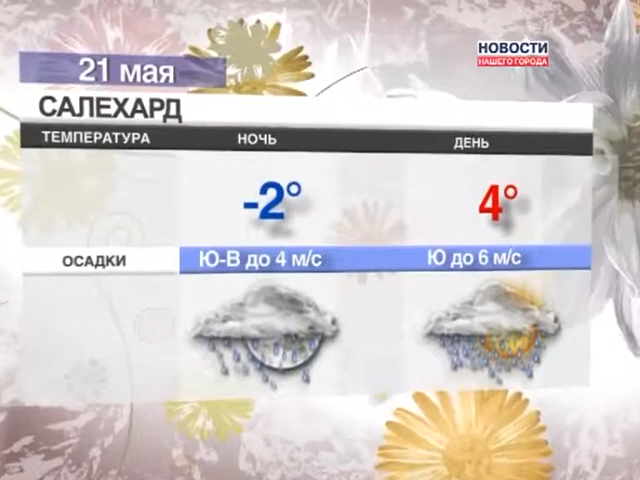 НОВОСТИ
НАШЕГО ГОРОДА
21 мая
САЛЕХАРД
ТЕМПЕРАТУРА НОЧЬ ДЕНЬ
-2° 4°
ОСАДКИ Ю-В до 4 м/с Ю до 6 м/с